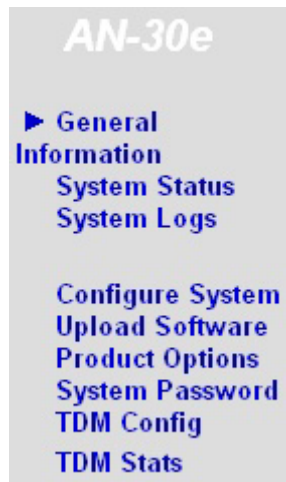 AN-30e
General
Information
System Status
System Logs
Configure System
Upload Software
Product Options
System Password
TDM Config
TDM Stats